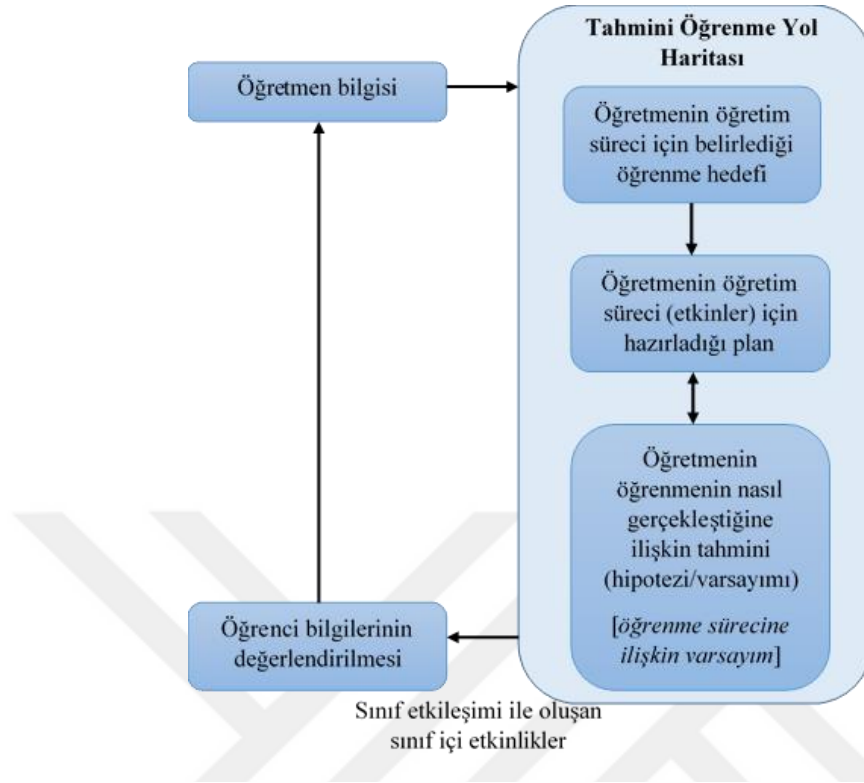 Tahmini Öğrenme Yol
Haritası
Öğretmen bilgisi
Öğretmenin öğretim
süreci için belirlediği
öğrenme hedefi
Öğretmenin öğretim
süreci (etkinler) için
hazırladığı plan
Öğretmenin
öğrenmenin nasıl
gerçekleştiğine
ilişkin tahmini
(hipotezi/varsayımı)
[öğrenme sürecine
ilişkin varsayım]
Öğrenci bilgilerinin
değerlendirilmesi
Sınıf etkileşimi ile oluşan
sınıf içi etkinlikler